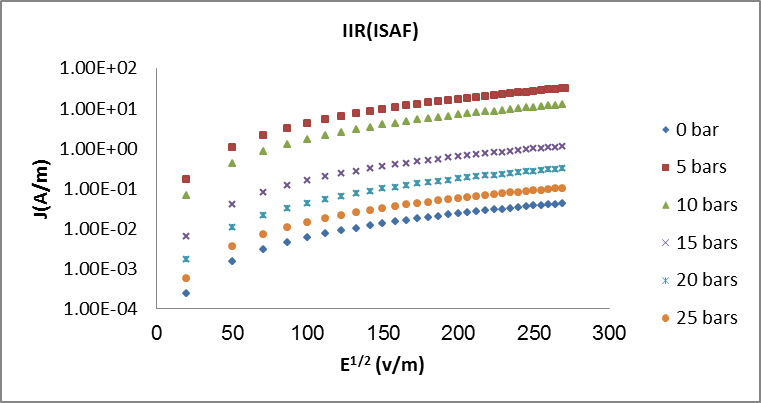 IIR(ISAF)
1.00E+02
1.00E+01
1.00E+00
1.00E-01
1.00E-02
1.00E-03
1.00E-04
J(A/m)
0 50 100 150 200 250 300
E1/2 (v/m)
0 bar
5 bars
10 bars
15 bars
20 bars
25 bars